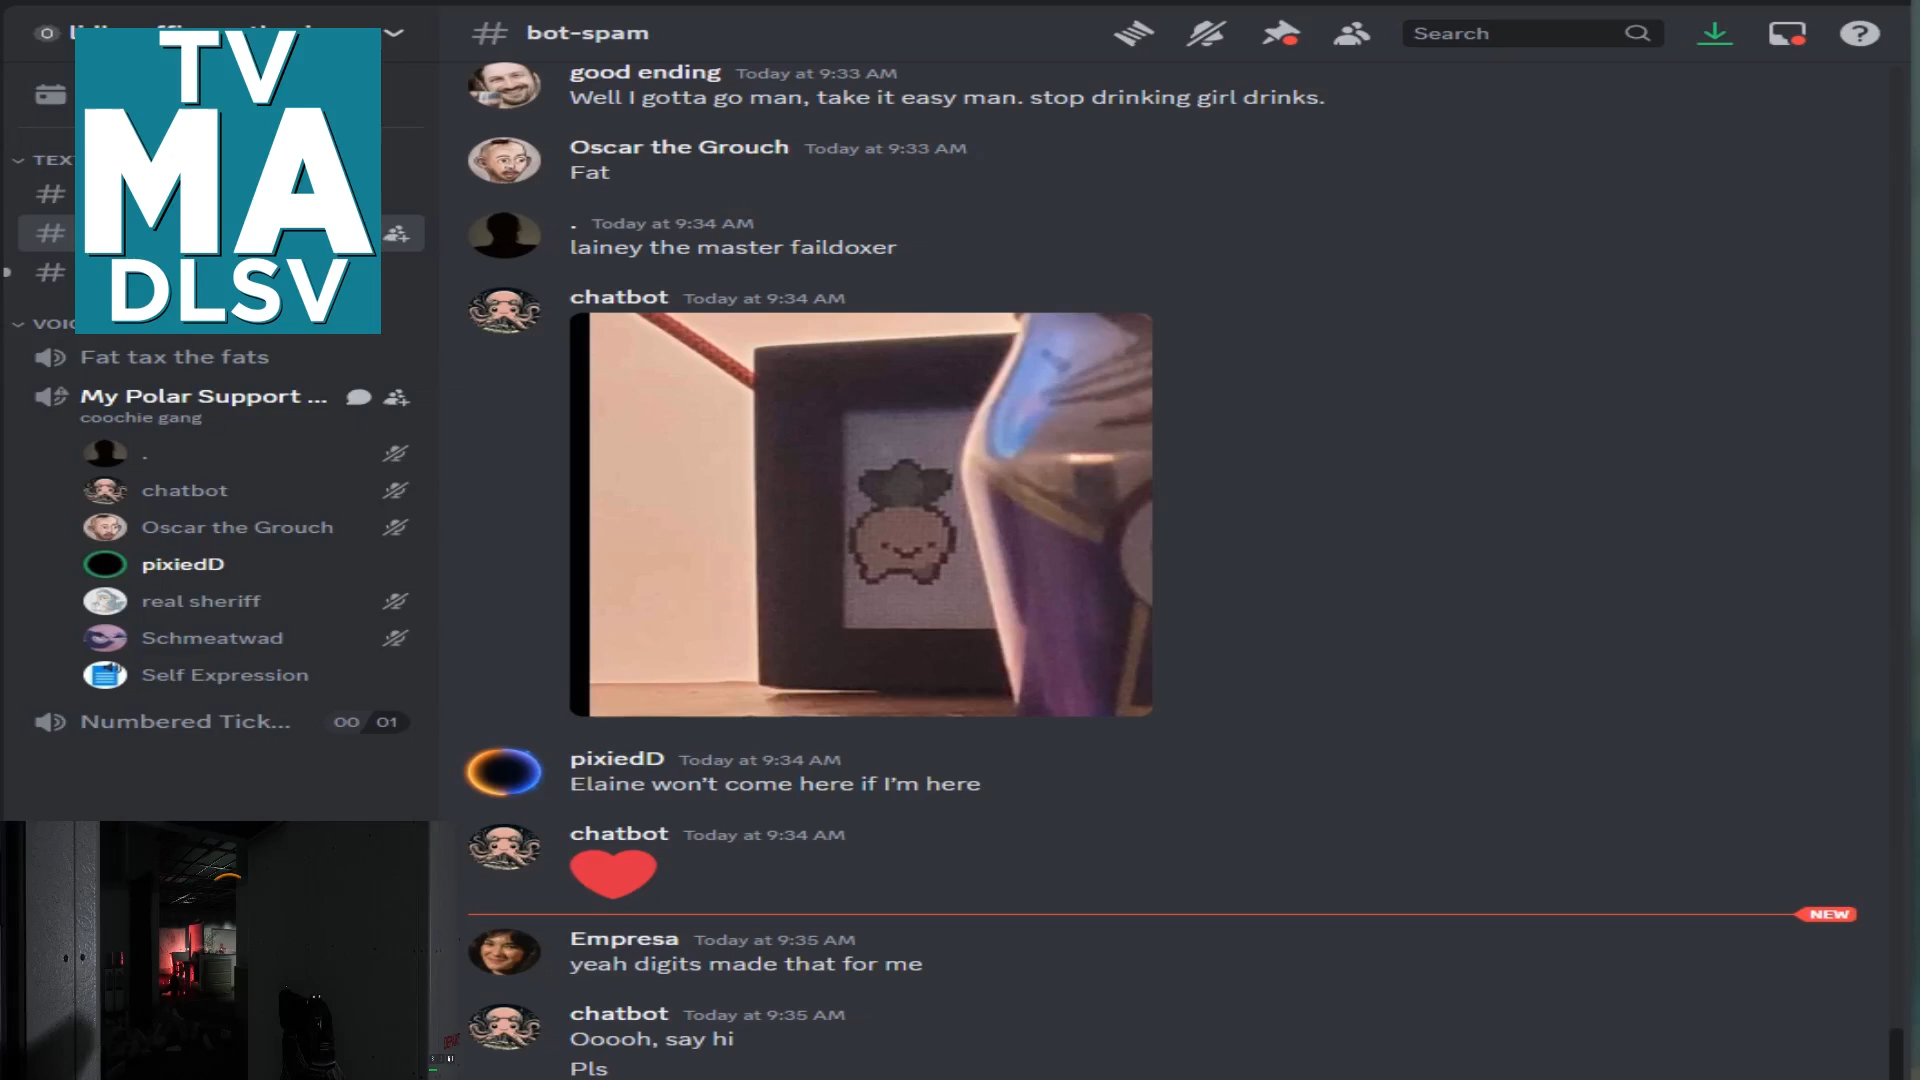 TV
MA
DLSV
Fat tax the fats
My Polar Support ...
coochie gang
.
chatbot
Oscar the Grouch
pixiedD
real sheriff
Schmeatwad
Self Expression
Numbered Tick... 00 01
# bot-spam
Search
good ending Today at 9:33 AM
Well I gotta go man, take it easy man. stop drinking girl drinks.
Oscar the Grouch Today at 9:33 AM
Fat
. Today at 9:34 AM
lainey the master faildoxer
chatbot Today at 9:34 AM
pixiedD Today at 9:34 AM
Elaine won't come here if I'm here
chatbot Today at 9:34 AM
NEW
Empresa Today at 9:35 AM
yeah digits made that for me
chatbot Today at 9:35 AM
Ooooh, say hi
Pls